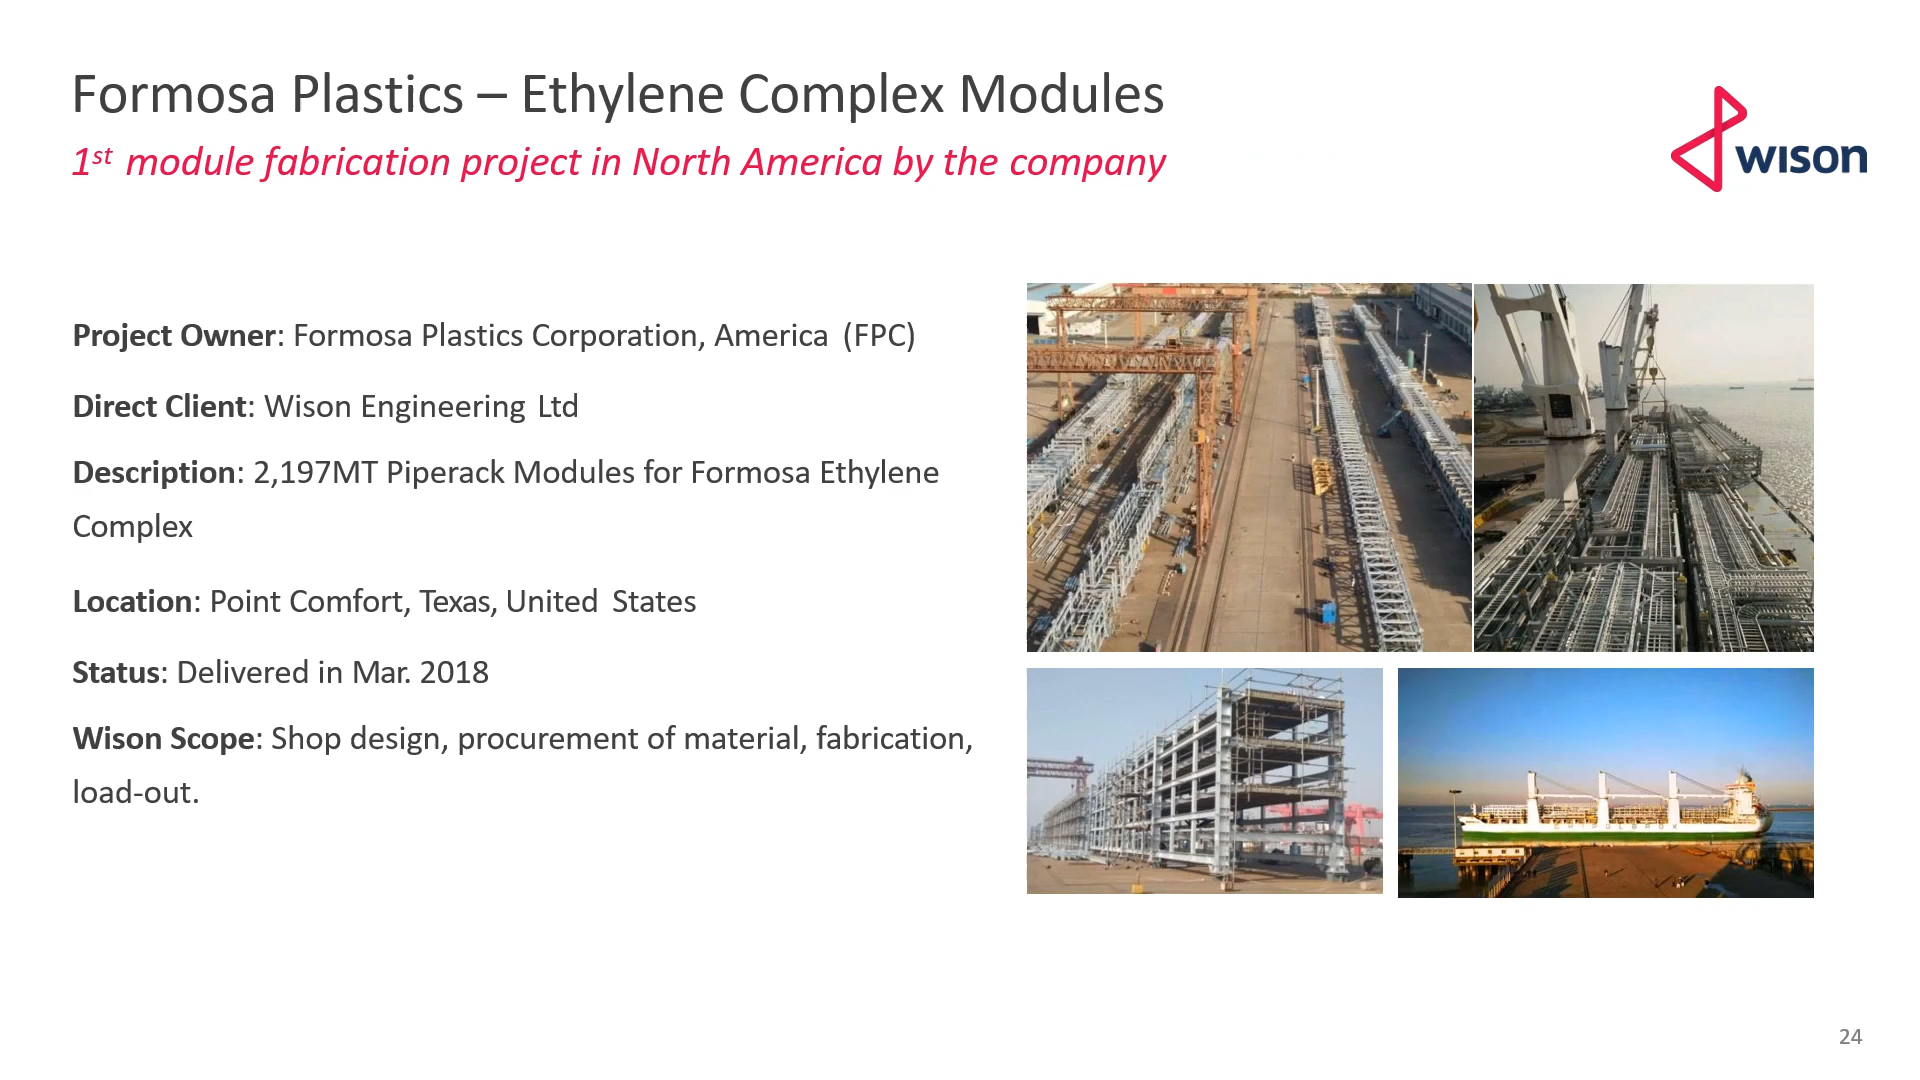 Formosa Plastics – Ethylene Complex Modules
1st module fabrication project in North America by the company
wison
Project Owner: Formosa Plastics Corporation, America (FPC)
Direct Client: Wison Engineering Ltd
Description: 2,197MT Piperack Modules for Formosa Ethylene
Complex
Location: Point Comfort, Texas, United States
Status: Delivered in Mar. 2018
Wison Scope: Shop design, procurement of material, fabrication,
load-out.
CHIPOLBROK
24